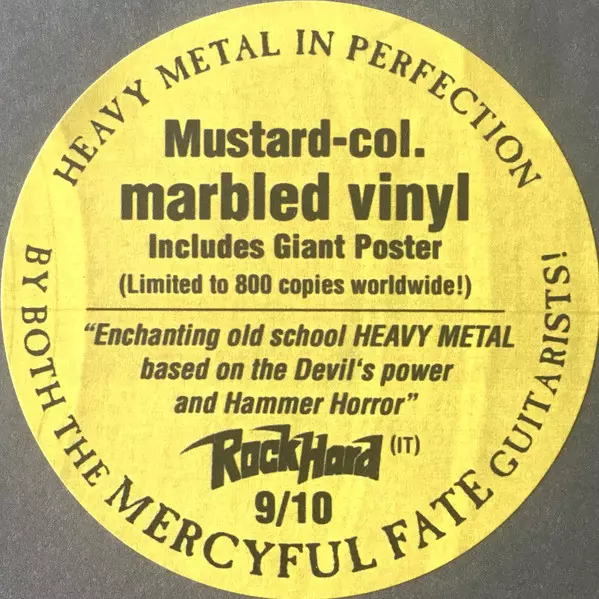 HEAVY METAL IN PERFECTION
Mustard-col.
marbled vinyl
Includes Giant Poster
(Limited to 800 copies worldwide!)
“Enchanting old school HEAVY METAL
based on the Devil‘s power
and Hammer Horror”
RockHard (IT)
9/10
BY BOTH THE MERCYFUL FATE GUITARISTS!